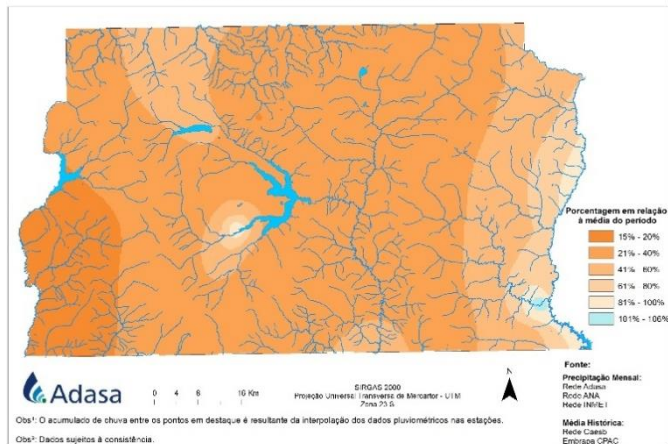 Porcentagem em relação
à média do período
15% - 20%
21% - 40%
41% - 60%
61% - 80%
81% - 100%
101% - 106%
Adasa
0 4 8 16 Km
SIRGAS 2000
Projeção Universal Transversa de Mercartor - UTM
Zona 23 S
N
Fonte:
Precipitação Mensal:
Rede Adasa
Rede ANA
Rede INMET
Média Histórica:
Rede Caesb
Embrapa CPAC
Obs¹: O acumulado de chuva entre os pontos em destaque é resultante da interpolação dos dados pluviométricos nas estações.
Obs²: Dados sujeitos à consistência.